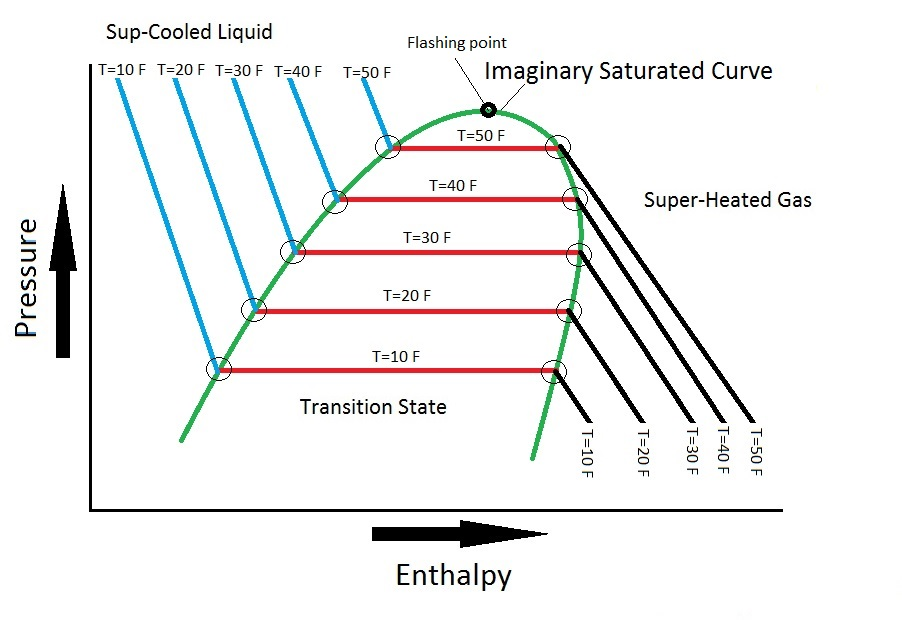 Sup-Cooled Liquid
Flashing point
T=10 F T=20 F T=30 F T=40 F T=50 F
Imaginary Saturated Curve
T=50 F
T=40 F
Super-Heated Gas
T=30 F
T=20 F
T=10 F
Transition State
Pressure
T=10 F
T=20 F
T=30 F
T=40 F
T=50 F
Enthalpy